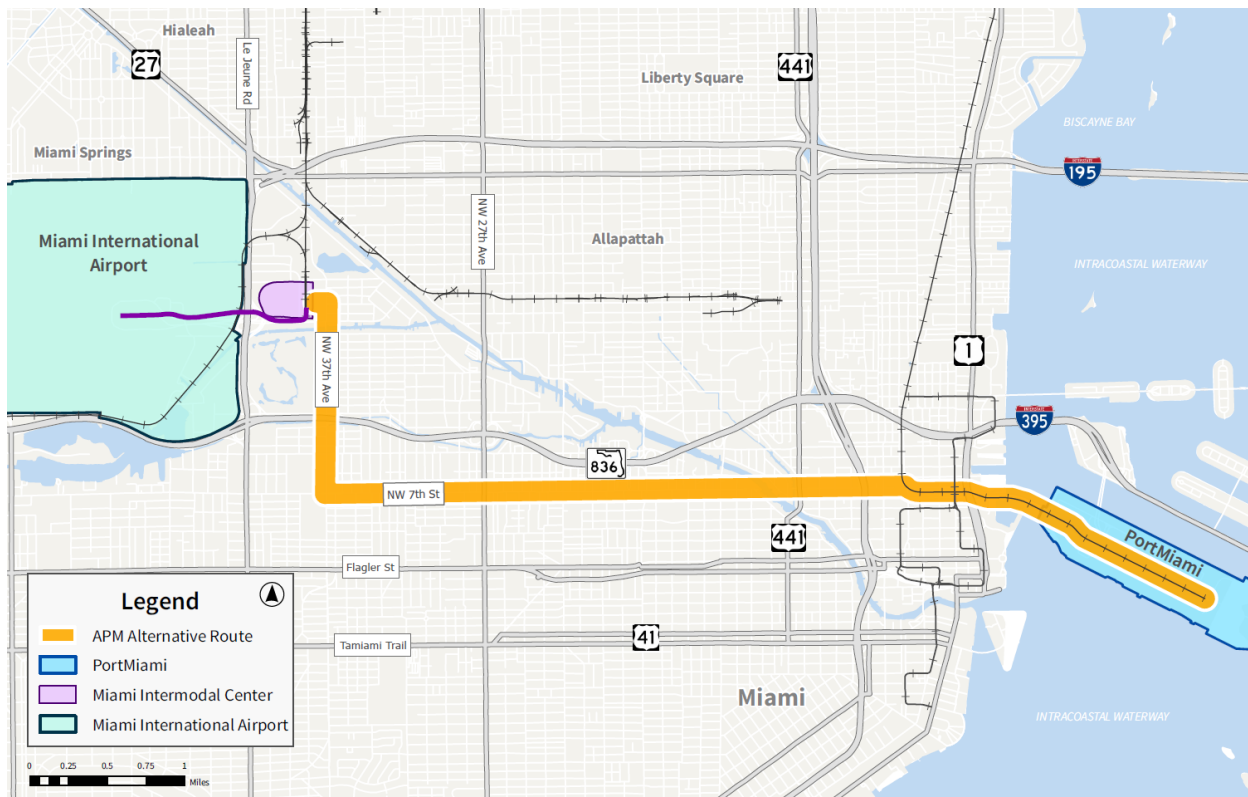 Hialeah
27
Le Jeune Rd
441
Liberty Square
BISCAYNE BAY
Miami Springs
INTERSTATE
195
NW 27th Ave
Miami International
Airport
Allapattah
INTRACOASTAL WATERWAY
1
NW 37th Ave
INTERSTATE
395
836
NW 7th St
441
PortMiami
Flagler St
Legend
APM Alternative Route
PortMiami
Miami Intermodal Center
Miami International Airport
41
Tamiami Trail
Miami
INTRACOASTAL WATERWAY
0 0.25 0.5 0.75 1
Miles